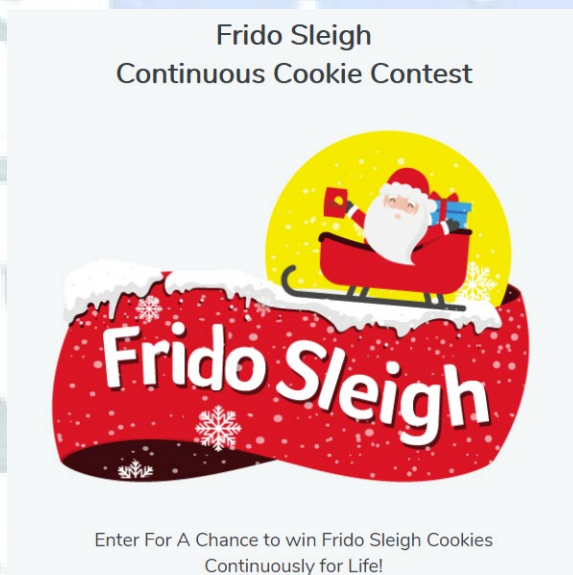 Frido Sleigh
Continuous Cookie Contest
Frido Sleigh
Enter For A Chance to win Frido Sleigh Cookies
Continuously for Life!